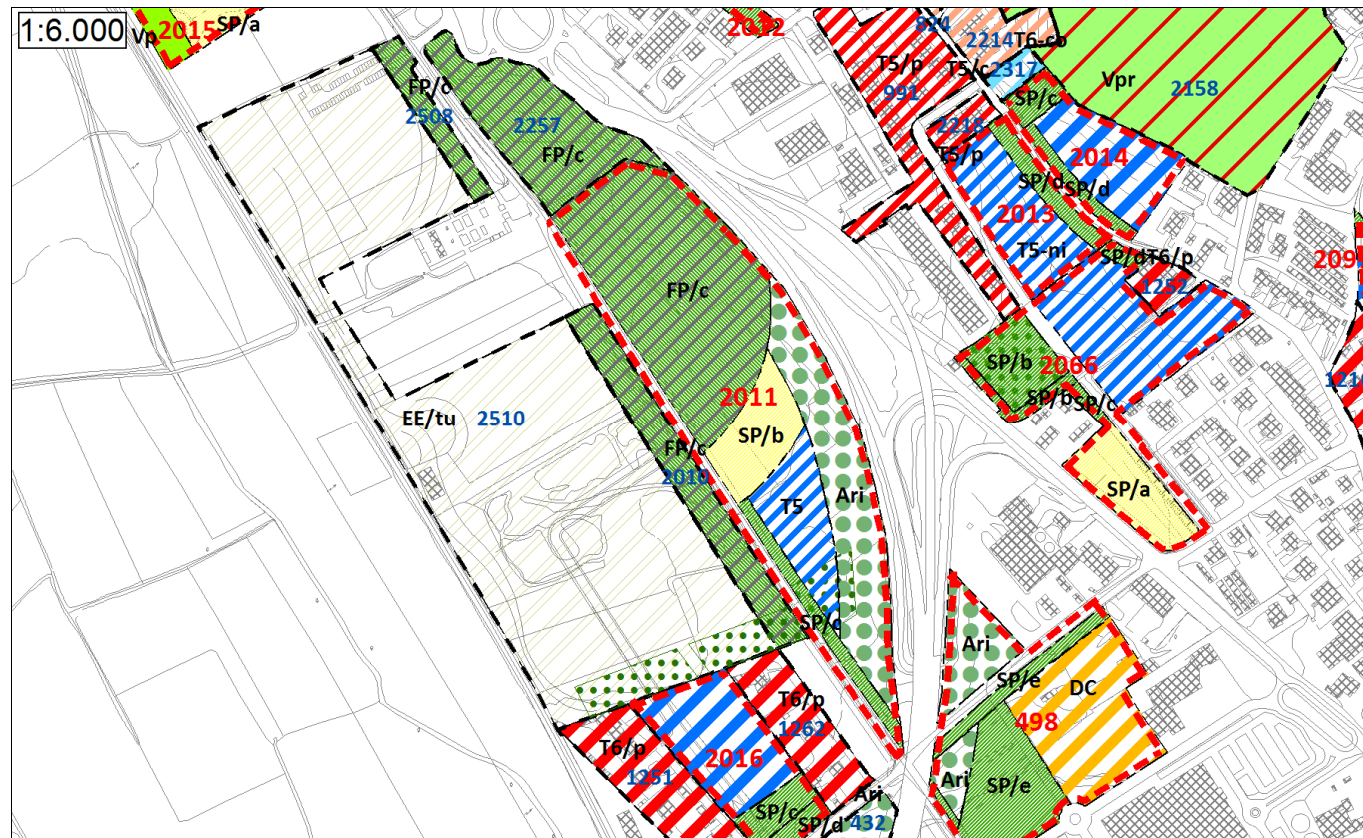 1:6.000
Vp 2015 SP/a
2012
824
2214 T6-co
T5/p
T5/c 2317
991
Vpr
2158
SP/c
FP/c
2508
2257
FP/c
2218
T5/p
2014
SP/d SP/d
2013
T5-ni
SP/d T6/p
1252
209
FP/c
SP/b
2066
SP/b SP/c
2011
EE/tu 2510
SP/b
FP/c
2010
T5
Ari
SP/a
SP/d
Ari
SP/e
DC
498
T6/p
1262
T6/p
1251
2016
Ari
SP/e
SP/c
SP/d
Ari
432